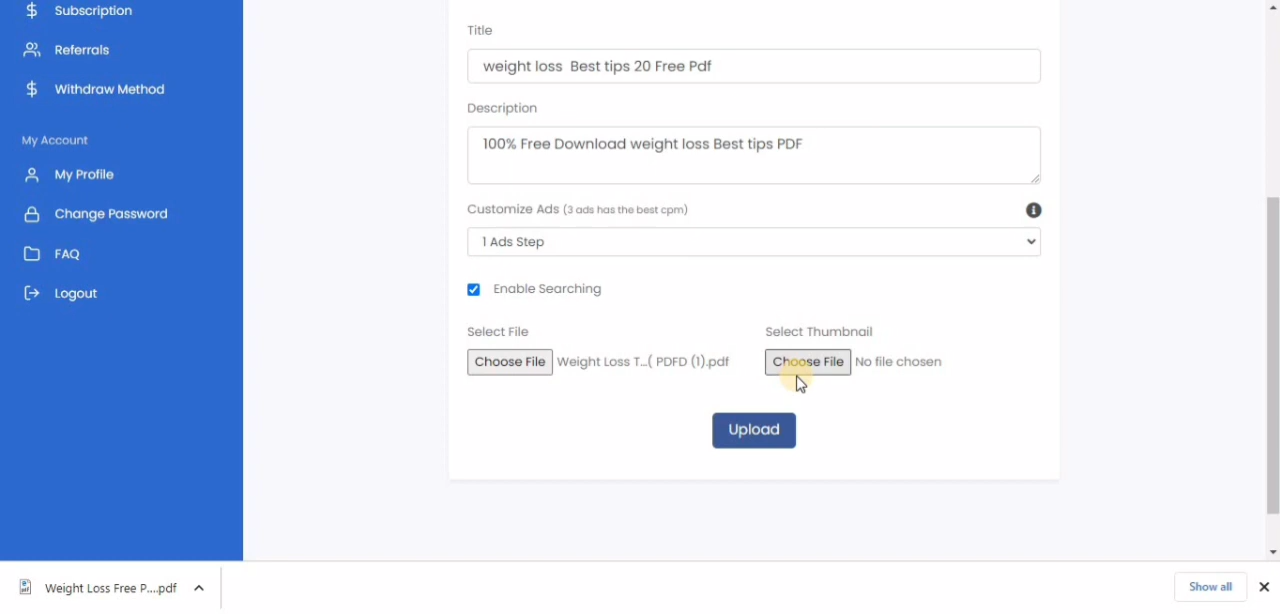 Subscription
Referrals
Withdraw Method
My Account
My Profile
Change Password
FAQ
Logout
Title
weight loss  Best tips 20 Free Pdf
Description
100% Free Download weight loss Best tips PDF
Customize Ads (3 ads has the best cpm)
1 Ads Step
Enable Searching
Select File
Choose File Weight Loss T...( PDFD (1).pdf
Select Thumbnail
Choose File No file chosen
Upload
Weight Loss Free P....pdf
Show all